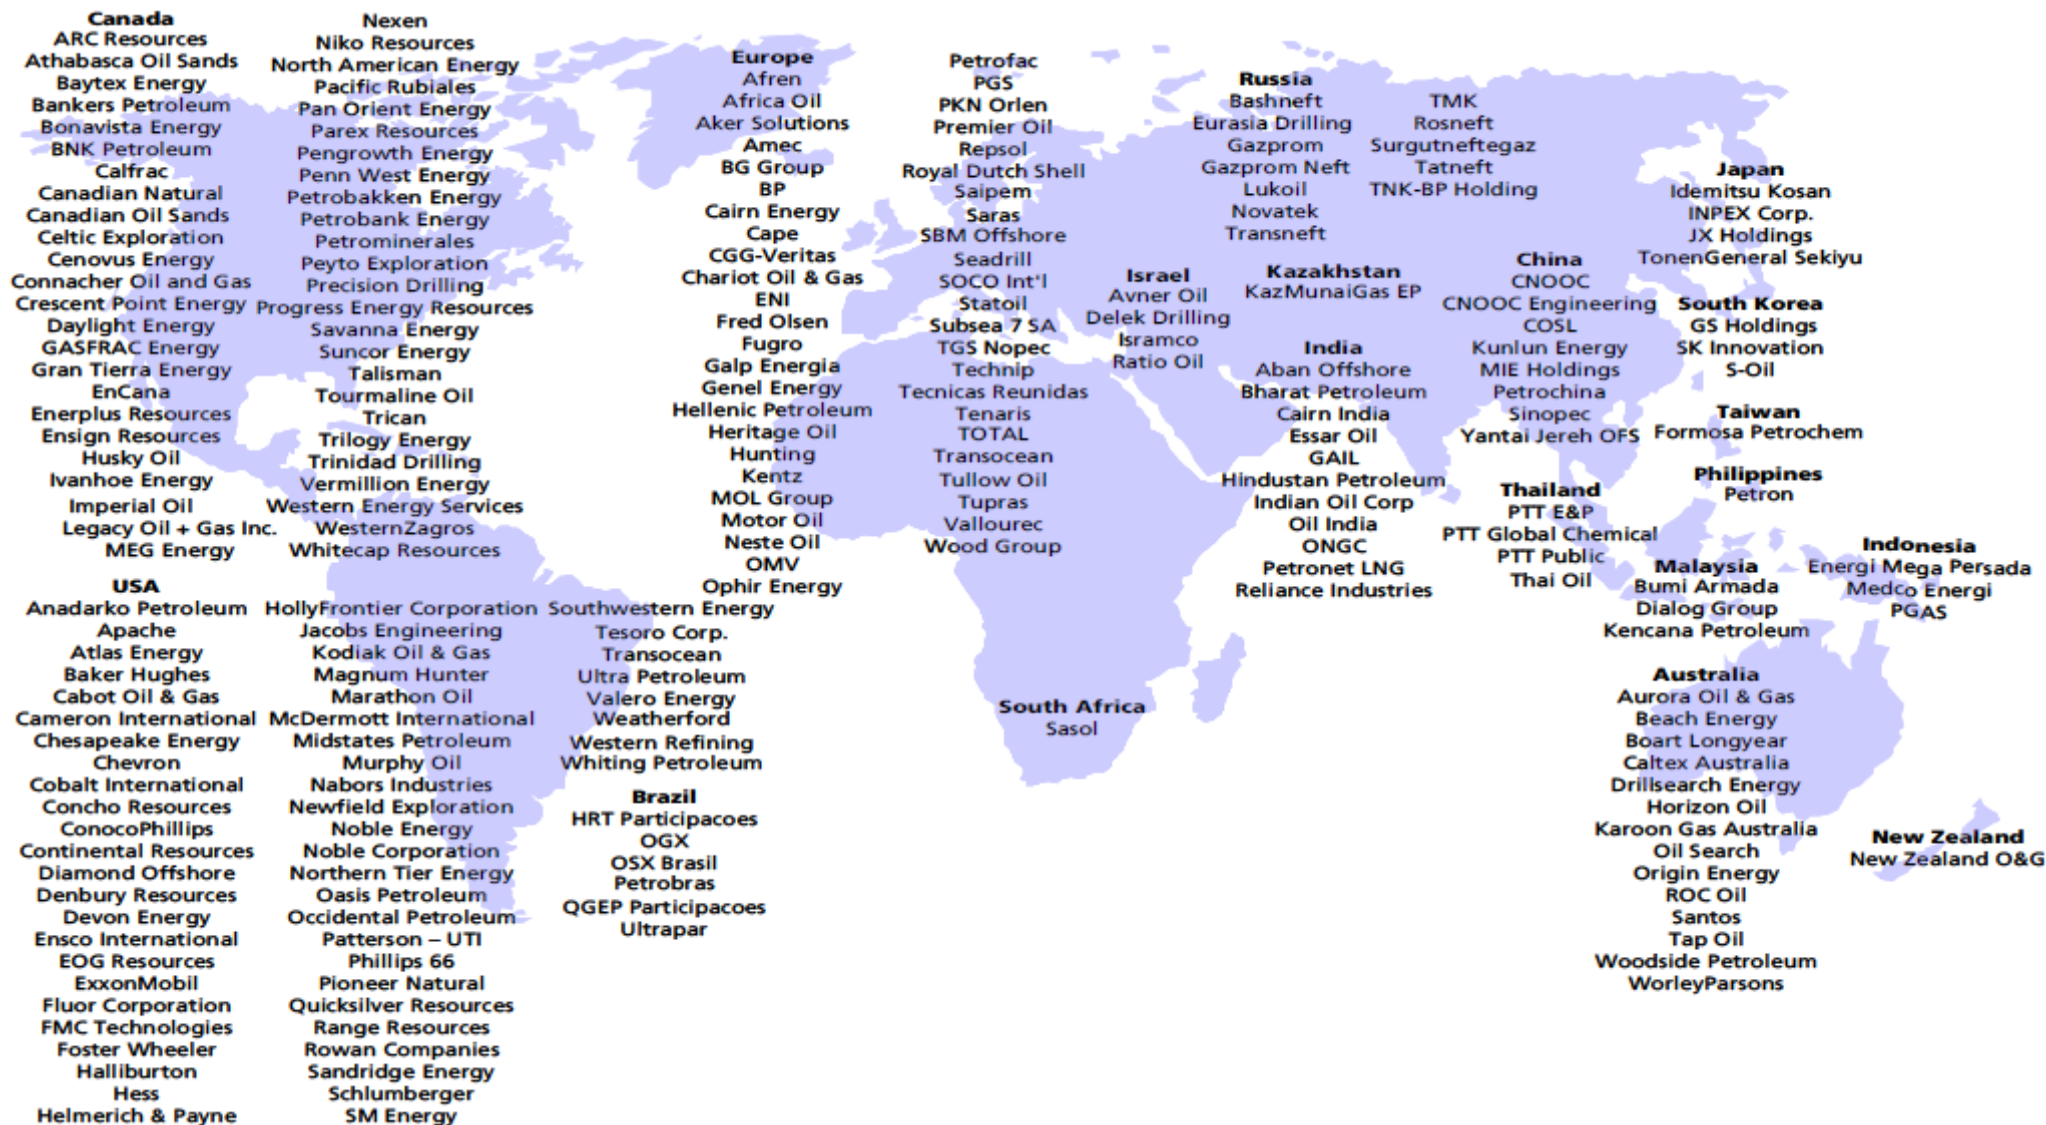 Canada
ARC Resources
Athabasca Oil Sands
Baytex Energy
Bankers Petroleum
Bonavista Energy
BNK Petroleum
Calfrac
Canadian Natural
Canadian Oil Sands
Celtic Exploration
Cenovus Energy
Connacher Oil and Gas
Crescent Point Energy
Daylight Energy
GASFRAC Energy
Gran Tierra Energy
EnCana
Enerplus Resources
Ensign Resources
Husky Oil
Ivanhoe Energy
Imperial Oil
Legacy Oil + Gas Inc.
MEG Energy
Nexen
Niko Resources
North American Energy
Pacific Rubiales
Pan Orient Energy
Parex Resources
Pengrowth Energy
Penn West Energy
Petrobakken Energy
Petrobank Energy
Petrominerales
Peyto Exploration
Precision Drilling
Progress Energy Resources
Savanna Energy
Suncor Energy
Talisman
Tourmaline Oil
Trican
Trilogy Energy
Trinidad Drilling
Vermillion Energy
Western Energy Services
WesternZagros
Whitecap Resources
USA
Anadarko Petroleum
Apache
Atlas Energy
Baker Hughes
Cabot Oil & Gas
Cameron International
Chesapeake Energy
Chevron
Cobalt International
Concho Resources
ConocoPhillips
Continental Resources
Diamond Offshore
Denbury Resources
Devon Energy
Ensco International
EOG Resources
ExxonMobil
Fluor Corporation
FMC Technologies
Foster Wheeler
Halliburton
Hess
Helmerich & Payne
HollyFrontier Corporation
Jacobs Engineering
Kodiak Oil & Gas
Magnum Hunter
Marathon Oil
McDermott International
Midstates Petroleum
Murphy Oil
Nabors Industries
Newfield Exploration
Noble Energy
Noble Corporation
Northern Tier Energy
Oasis Petroleum
Occidental Petroleum
Patterson – UTI
Phillips 66
Pioneer Natural
Quicksilver Resources
Range Resources
Rowan Companies
Sandridge Energy
Schlumberger
SM Energy
Southwestern Energy
Tesoro Corp.
Transocean
Ultra Petroleum
Valero Energy
Weatherford
Western Refining
Whiting Petroleum
Brazil
HRT Participacoes
OGX
OSX Brasil
Petrobras
QGEP Participacoes
Ultrapar
Europe
Afren
Africa Oil
Aker Solutions
Amec
BG Group
BP
Cairn Energy
Cape
CGG-Veritas
Chariot Oil & Gas
ENI
Fred Olsen
Fugro
Galp Energia
Genel Energy
Hellenic Petroleum
Heritage Oil
Hunting
Kentz
MOL Group
Motor Oil
Neste Oil
OMV
Ophir Energy
Petrofac
PGS
PKN Orlen
Premier Oil
Repsol
Royal Dutch Shell
Saipem
Saras
SBM Offshore
Seadrill
SOCO Int'l
Statoil
Subsea 7 SA
TGS Nopec
Technip
Tecnicas Reunidas
Tenaris
TOTAL
Transocean
Tullow Oil
Tupras
Vallourec
Wood Group
South Africa
Sasol
Russia
Bashneft
Eurasia Drilling
Gazprom
Gazprom Neft
Lukoil
Novatek
Transneft
TMK
Rosneft
Surgutneftegaz
Tatneft
TNK-BP Holding
Israel
Avner Oil
Delek Drilling
Isramco
Ratio Oil
Kazakhstan
KazMunaiGas EP
India
Aban Offshore
Bharat Petroleum
Cairn India
Essar Oil
GAIL
Hindustan Petroleum
Indian Oil Corp
Oil India
ONGC
Petronet LNG
Reliance Industries
China
CNOOC
CNOOC Engineering
COSL
Kunlun Energy
MIE Holdings
Petrochina
Sinopec
Yantai Jereh OFS
Japan
Idemitsu Kosan
INPEX Corp.
JX Holdings
TonenGeneral Sekiyu
South Korea
GS Holdings
SK Innovation
S-Oil
Taiwan
Formosa Petrochem
Philippines
Petron
Thailand
PTT E&P
PTT Global Chemical
PTT Public
Thai Oil
Malaysia
Bumi Armada
Dialog Group
Kencana Petroleum
Indonesia
Energi Mega Persada
Medco Energi
PGAS
Australia
Aurora Oil & Gas
Beach Energy
Boart Longyear
Caltex Australia
Drillsearch Energy
Horizon Oil
Karoon Gas Australia
Oil Search
Origin Energy
ROC Oil
Santos
Tap Oil
Woodside Petroleum
WorleyParsons
New Zealand
New Zealand O&G